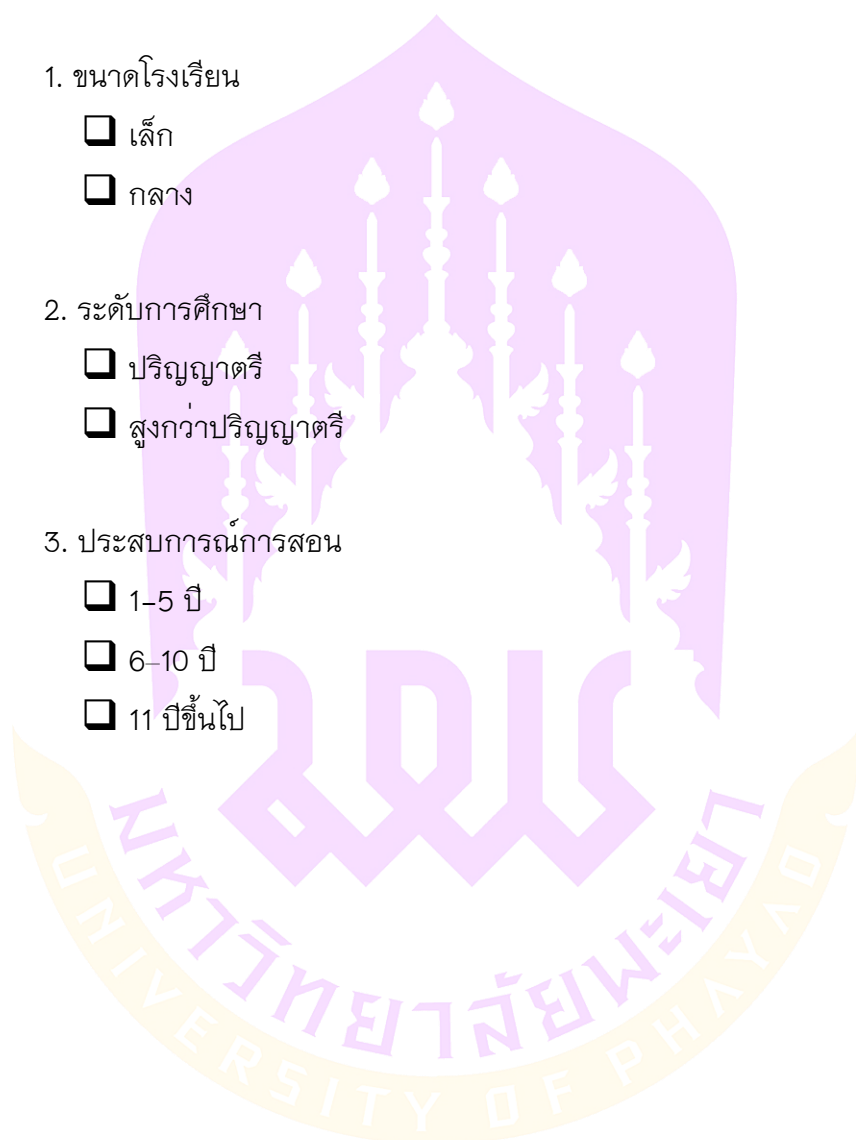 1. ขนาดโรงเรียน
เล็ก
กลาง
2. ระดับการศึกษา
ปริญญาตรี
สูงกว่าปริญญาตรี
3. ประสบการณ์การสอน
1–5 ปี
6–10 ปี
11 ปีขึ้นไป
มหาวิทยาลัยพะเยา
UNIVERSITY OF PHAYAO